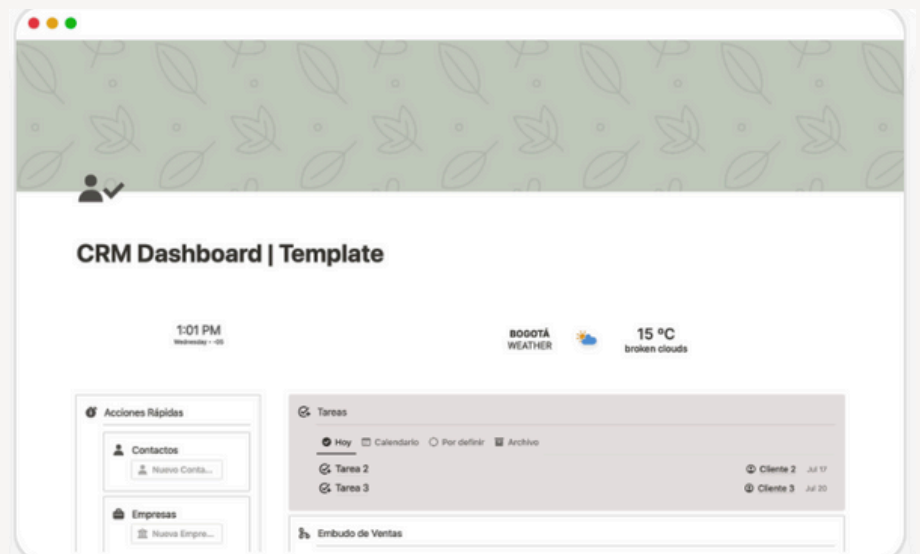 CRM Dashboard | Template
1:01 PM
Wednesday • -05
BOGOTÁ
WEATHER
15 ºC
broken clouds
Acciones Rápidas
Contactos
Nuevo Conta...
Empresas
Nueva Empre...
Tareas
Hoy Calendario Por definir Archivo
Tarea 2 Cliente 2 Jul 17
Tarea 3 Cliente 3 Jul 20
Embudo de Ventas